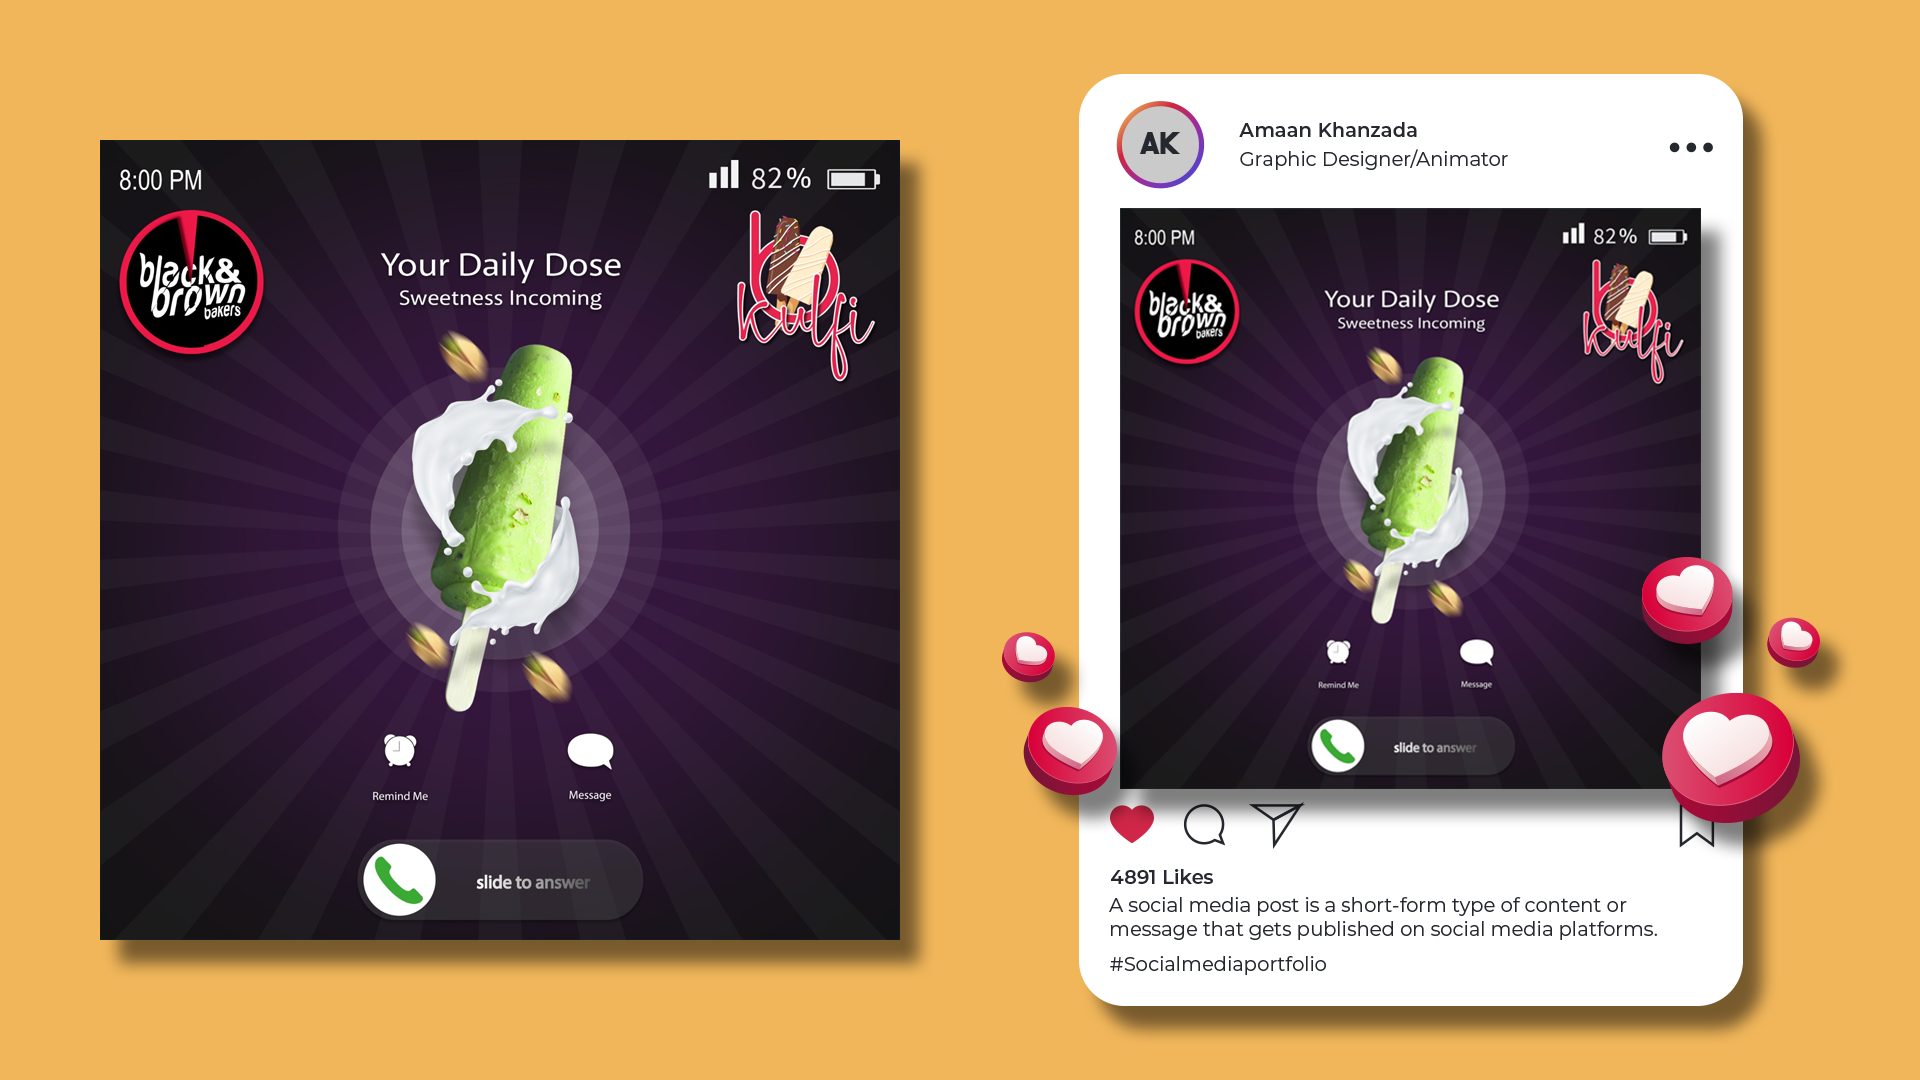 8:00 PM
82%
black&
brown
bakers
b
kulfi
Your Daily Dose
Sweetness Incoming
Remind Me
Message
slide to answer
AK
Amaan Khanzada
Graphic Designer/Animator
8:00 PM
82%
black&
brown
bakers
b
kulfi
Your Daily Dose
Sweetness Incoming
Remind Me
Message
slide to answer
4891 Likes
A social media post is a short-form type of content or
message that gets published on social media platforms.
#Socialmediaportfolio